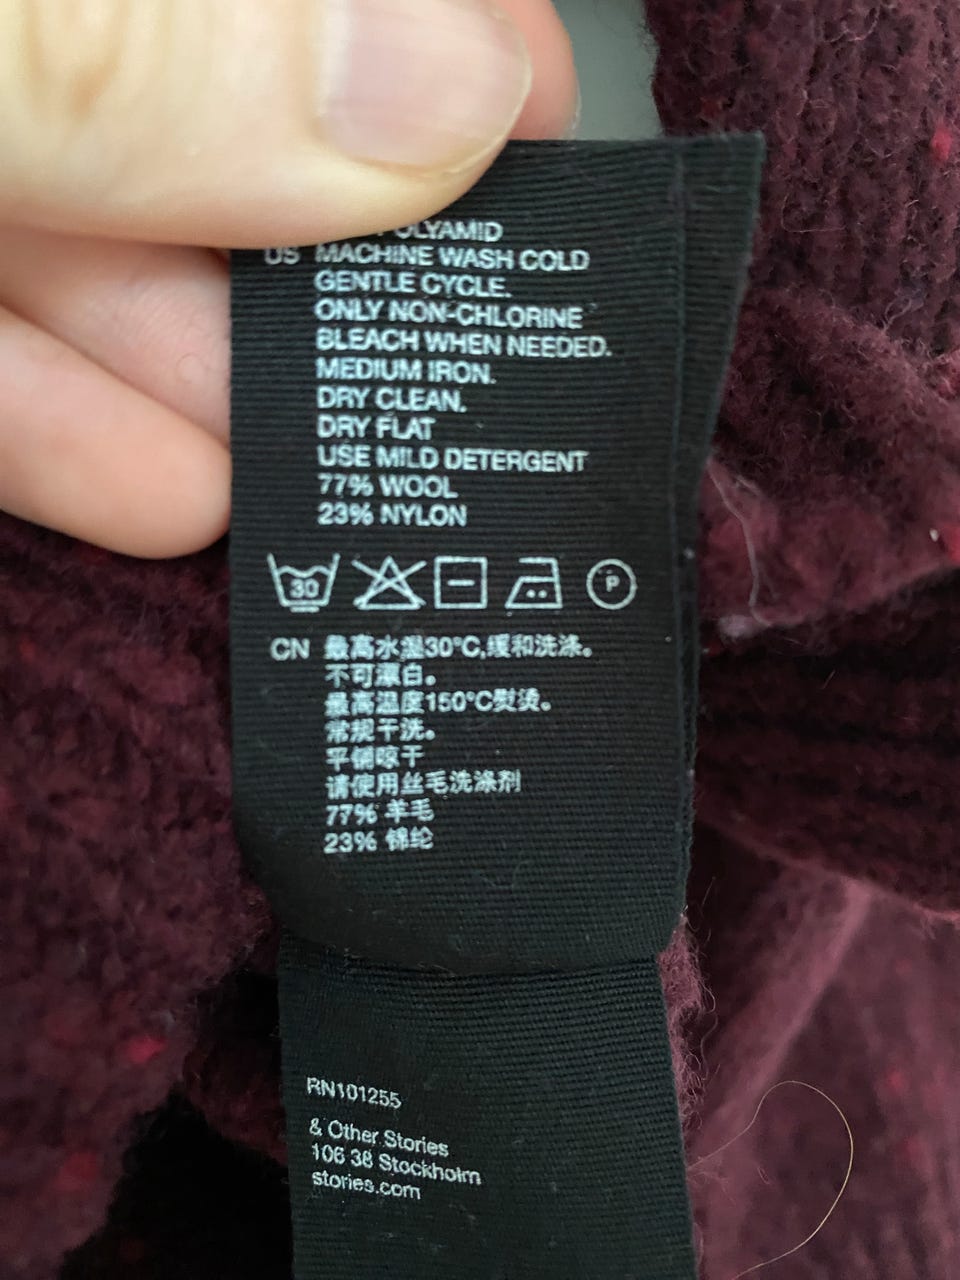 US MACHINE WASH COLD
GENTLE CYCLE.
ONLY NON-CHLORINE
BLEACH WHEN NEEDED.
MEDIUM IRON.
DRY CLEAN.
DRY FLAT
USE MILD DETERGENT
77% WOOL
23% NYLON
30 P
CN 最高水温30°C,缓和洗涤。
不可漂白。
最高温度150°C熨烫。
常规干洗。
平铺晾干
请使用丝毛洗涤剂
77% 羊毛
23% 锦纶
RN101255
& Other Stories
106 38 Stockholm
stories.com